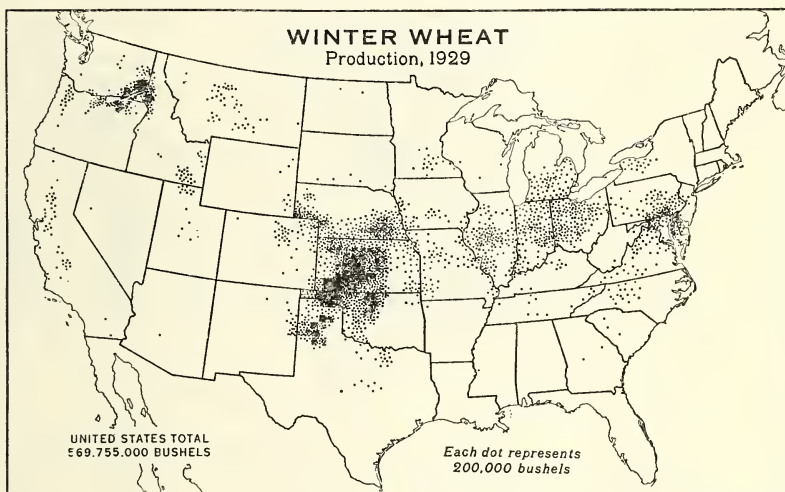 WINTER WHEAT
Production, 1929
UNITED STATES TOTAL
569.755.000 BUSHELS
Each dot represents
200,000 bushels